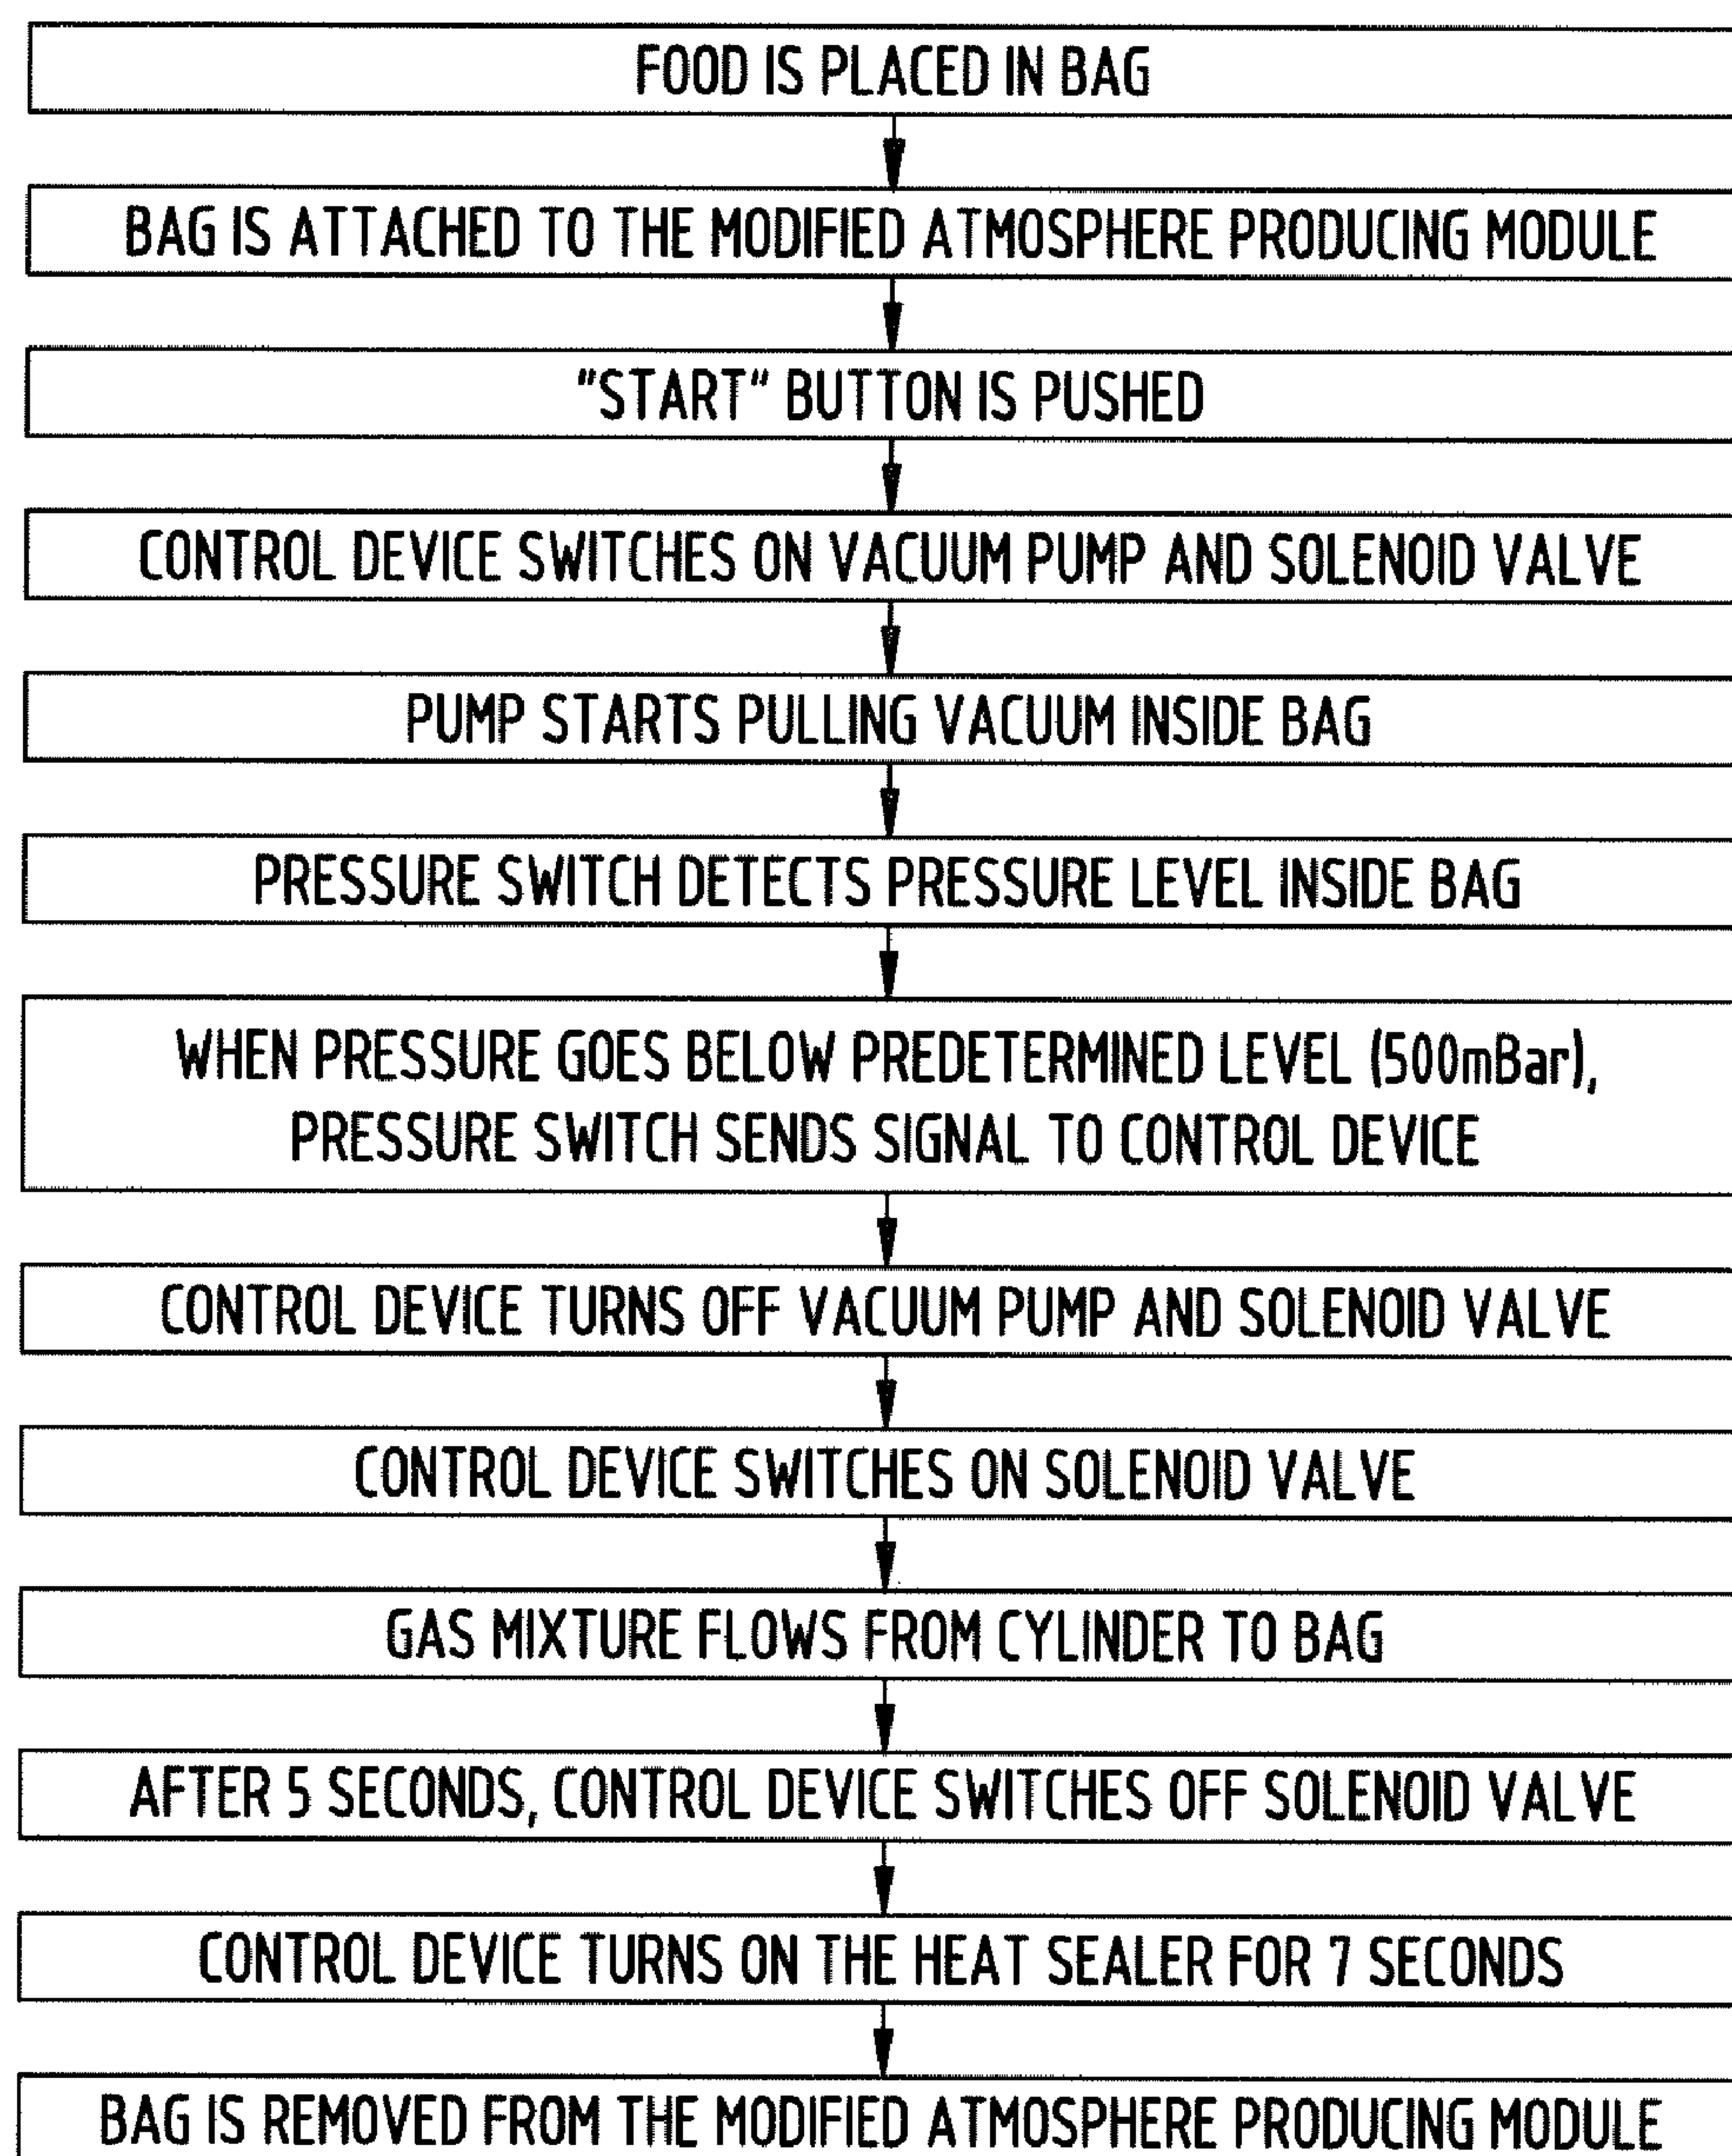 FOOD IS PLACED IN BAG
BAG IS ATTACHED TO THE MODIFIED ATMOSPHERE PRODUCING MODULE
"START" BUTTON IS PUSHED
CONTROL DEVICE SWITCHES ON VACUUM PUMP AND SOLENOID VALVE
PUMP STARTS PULLING VACUUM INSIDE BAG
PRESSURE SWITCH DETECTS PRESSURE LEVEL INSIDE BAG
WHEN PRESSURE GOES BELOW PREDETERMINED LEVEL (500mBar),
PRESSURE SWITCH SENDS SIGNAL TO CONTROL DEVICE
CONTROL DEVICE TURNS OFF VACUUM PUMP AND SOLENOID VALVE
CONTROL DEVICE SWITCHES ON SOLENOID VALVE
GAS MIXTURE FLOWS FROM CYLINDER TO BAG
AFTER 5 SECONDS, CONTROL DEVICE SWITCHES OFF SOLENOID VALVE
CONTROL DEVICE TURNS ON THE HEAT SEALER FOR 7 SECONDS
BAG IS REMOVED FROM THE MODIFIED ATMOSPHERE PRODUCING MODULE